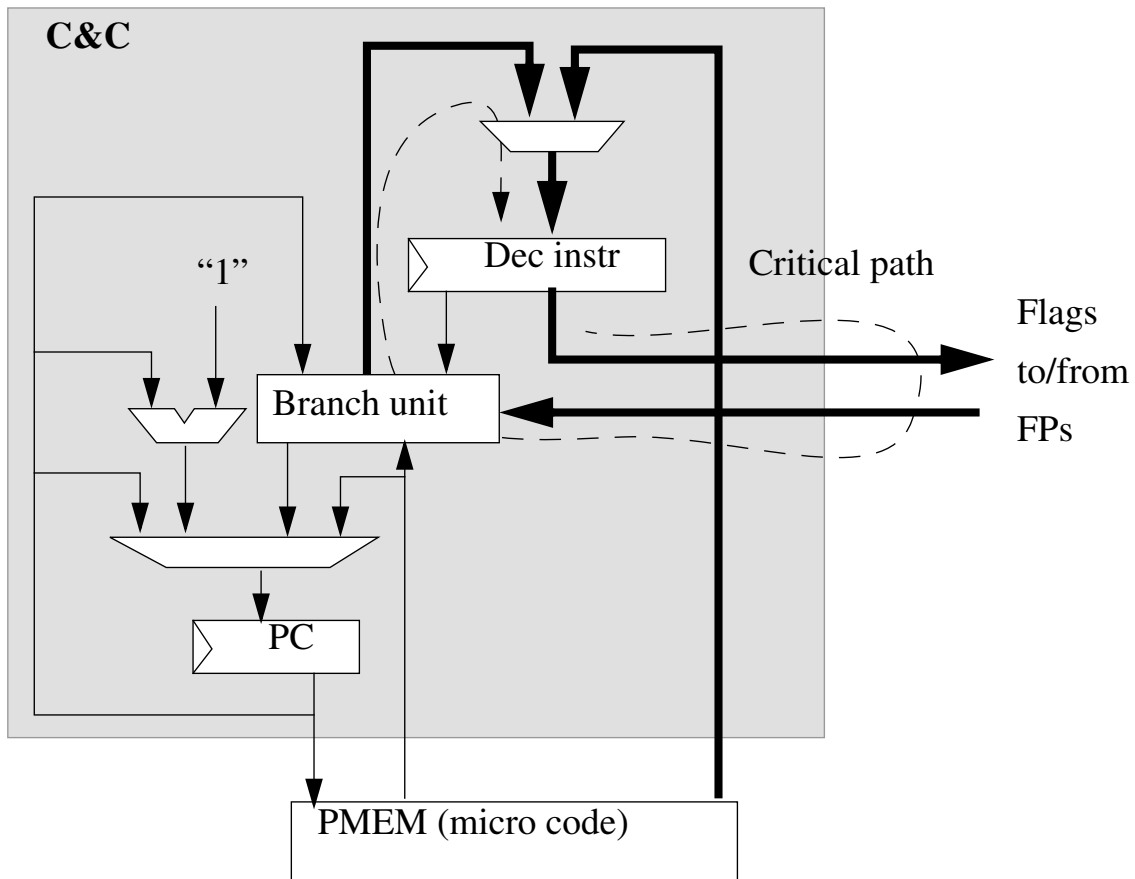 C&C
“1”
Dec instr
Critical path
Flags
to/from
FPs
Branch unit
PC
PMEM (micro code)